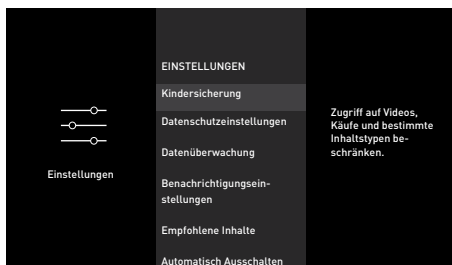 Einstellungen
EINSTELLUNGEN
Kindersicherung
Datenschutzeinstellungen
Datenüberwachung
Benachrichtigungsein-
stellungen
Empfohlene Inhalte
Automatisch Ausschalten
Zugriff auf Videos,
Käufe und bestimmte
Inhaltstypen be-
schränken.